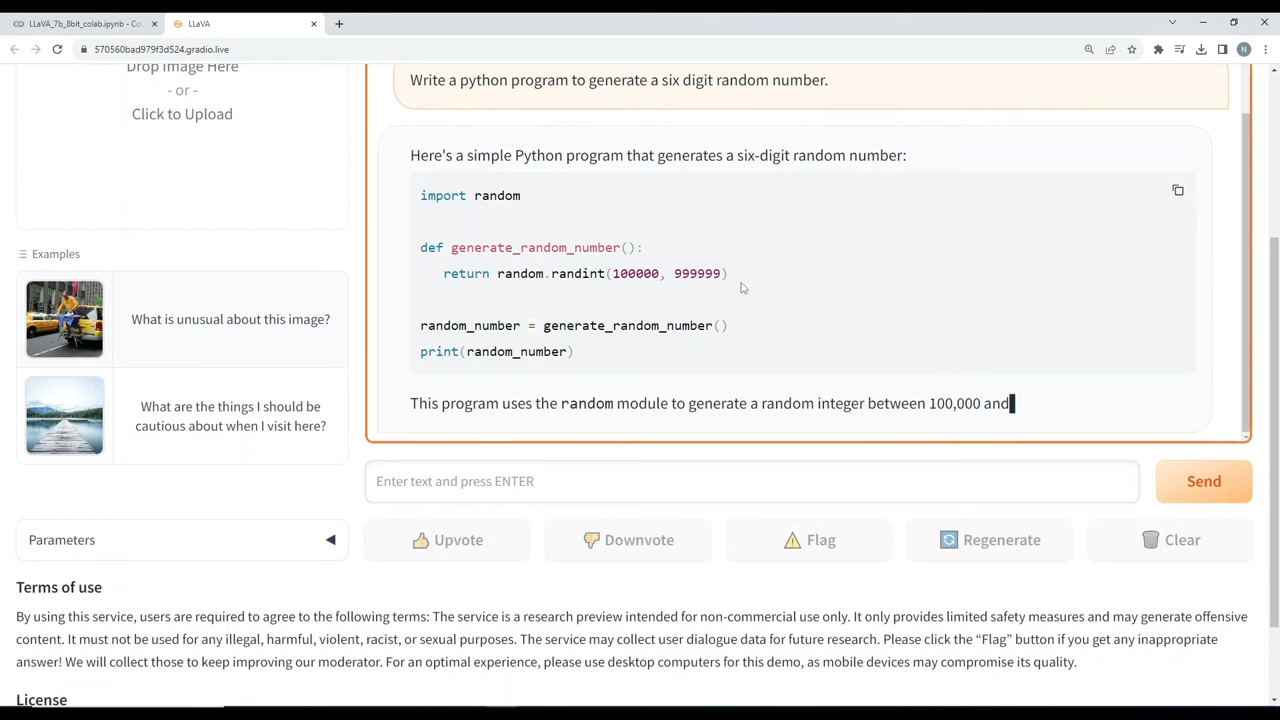 LLaVA_7b_8bit_colab.ipynb - Co
LLaVA
570560bad979f3d524.gradio.live
N
Drop Image Here
- or -
Click to Upload
Examples
What is unusual about this image?
What are the things I should be
cautious about when I visit here?
Parameters
Write a python program to generate a six digit random number.
Here's a simple Python program that generates a six-digit random number:
import random
def generate_random_number():
return random.randint(100000, 999999)
random_number = generate_random_number()
print(random_number)
This program uses the random module to generate a random integer between 100,000 and
Enter text and press ENTER
Send
Upvote
Downvote
Flag
Regenerate
Clear
Terms of use
By using this service, users are required to agree to the following terms: The service is a research preview intended for non-commercial use only. It only provides limited safety measures and may generate offensive
content. It must not be used for any illegal, harmful, violent, racist, or sexual purposes. The service may collect user dialogue data for future research. Please click the “Flag” button if you get any inappropriate
answer! We will collect those to keep improving our moderator. For an optimal experience, please use desktop computers for this demo, as mobile devices may compromise its quality.
License